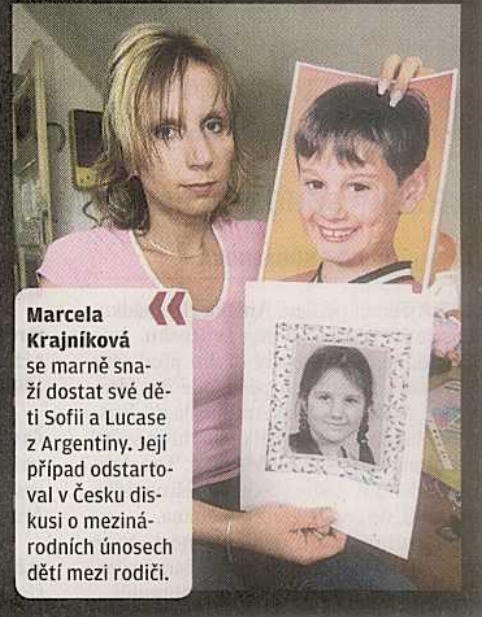 Marcela
Krajníková
se marně sna-
ží dostat své dě-
ti Sofii a Lucase
z Argentiny. Její
případ odstarto-
val v Česku dis-
kusi o meziná-
rodních únosech
dětí mezi rodiči.